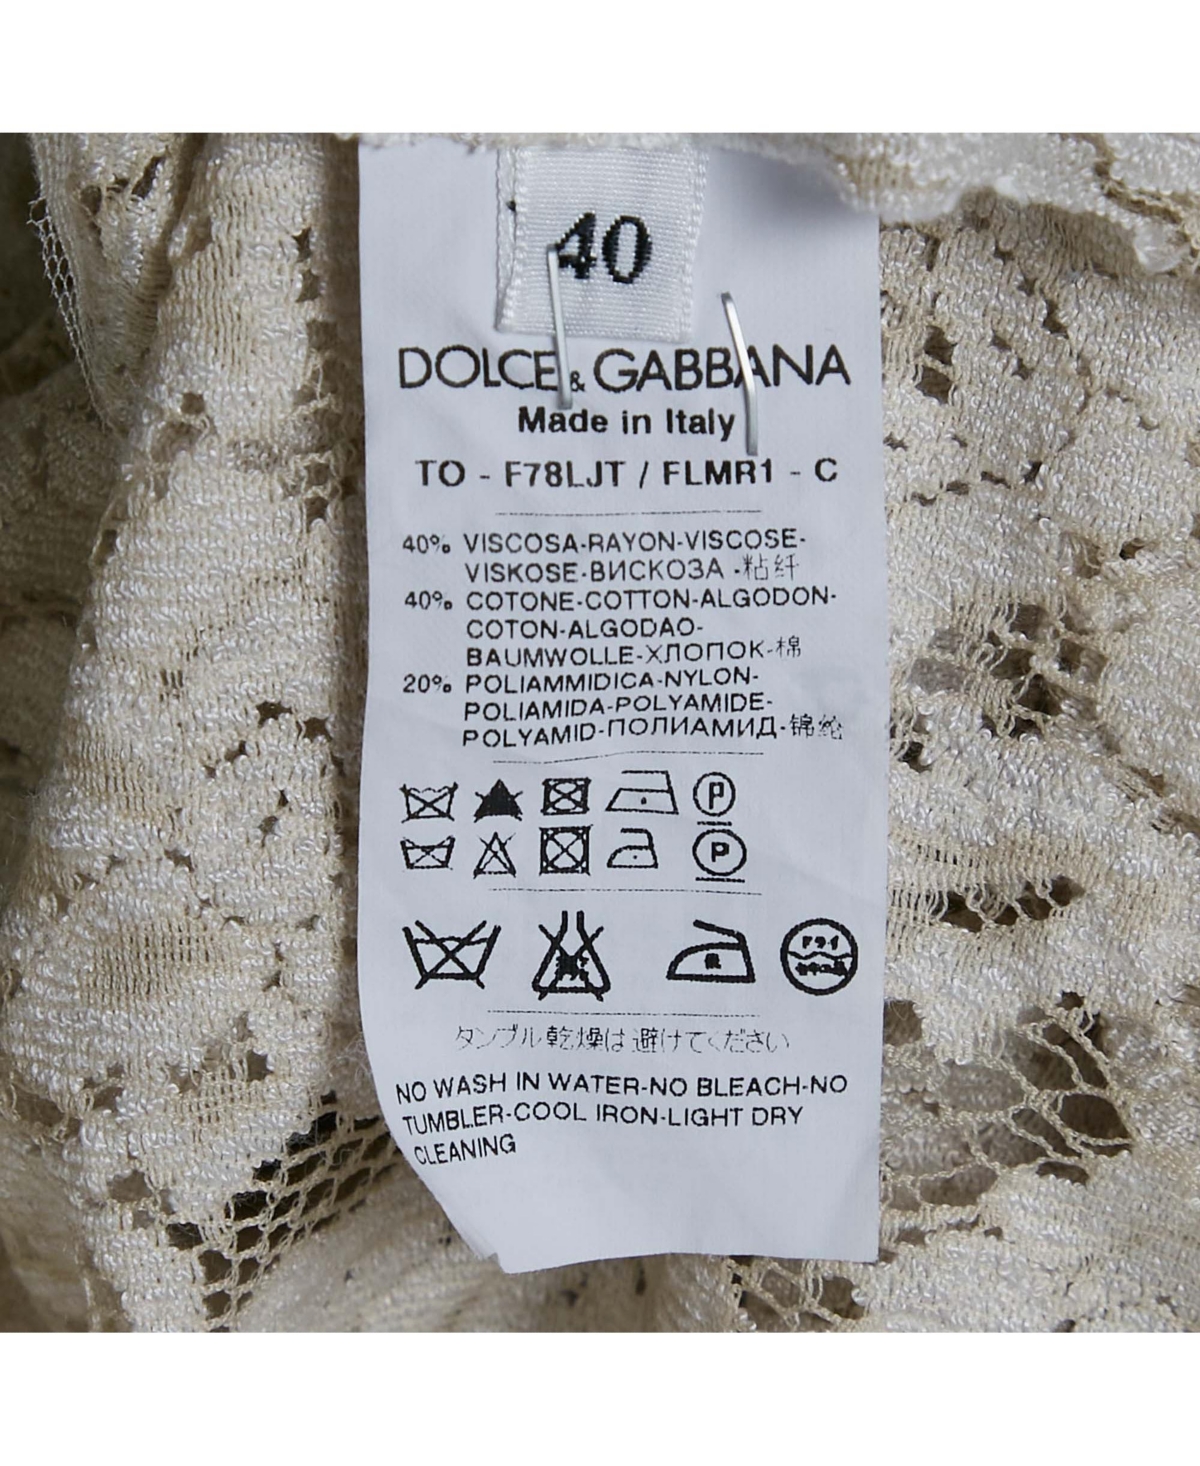 40
DOLCE & GABBANA
Made in Italy
TO - F78LJT / FLMR1 - C
40% VISCOSA-RAYON-VISCOSE-
VISKOSE-ВИСКОЗА -粘纤
40% COTONE-COTTON-ALGODON-
COTON-ALGODAO-
BAUMWOLLE-ХЛОПОК-棉
20% POLIAMMIDICA-NYLON-
POLIAMIDA-POLYAMIDE-
POLYAMID-ПОЛИАМИД-锦纶
P
P
ドライ
タンブル乾燥は避けてください
NO WASH IN WATER-NO BLEACH-NO
TUMBLER-COOL IRON-LIGHT DRY
CLEANING